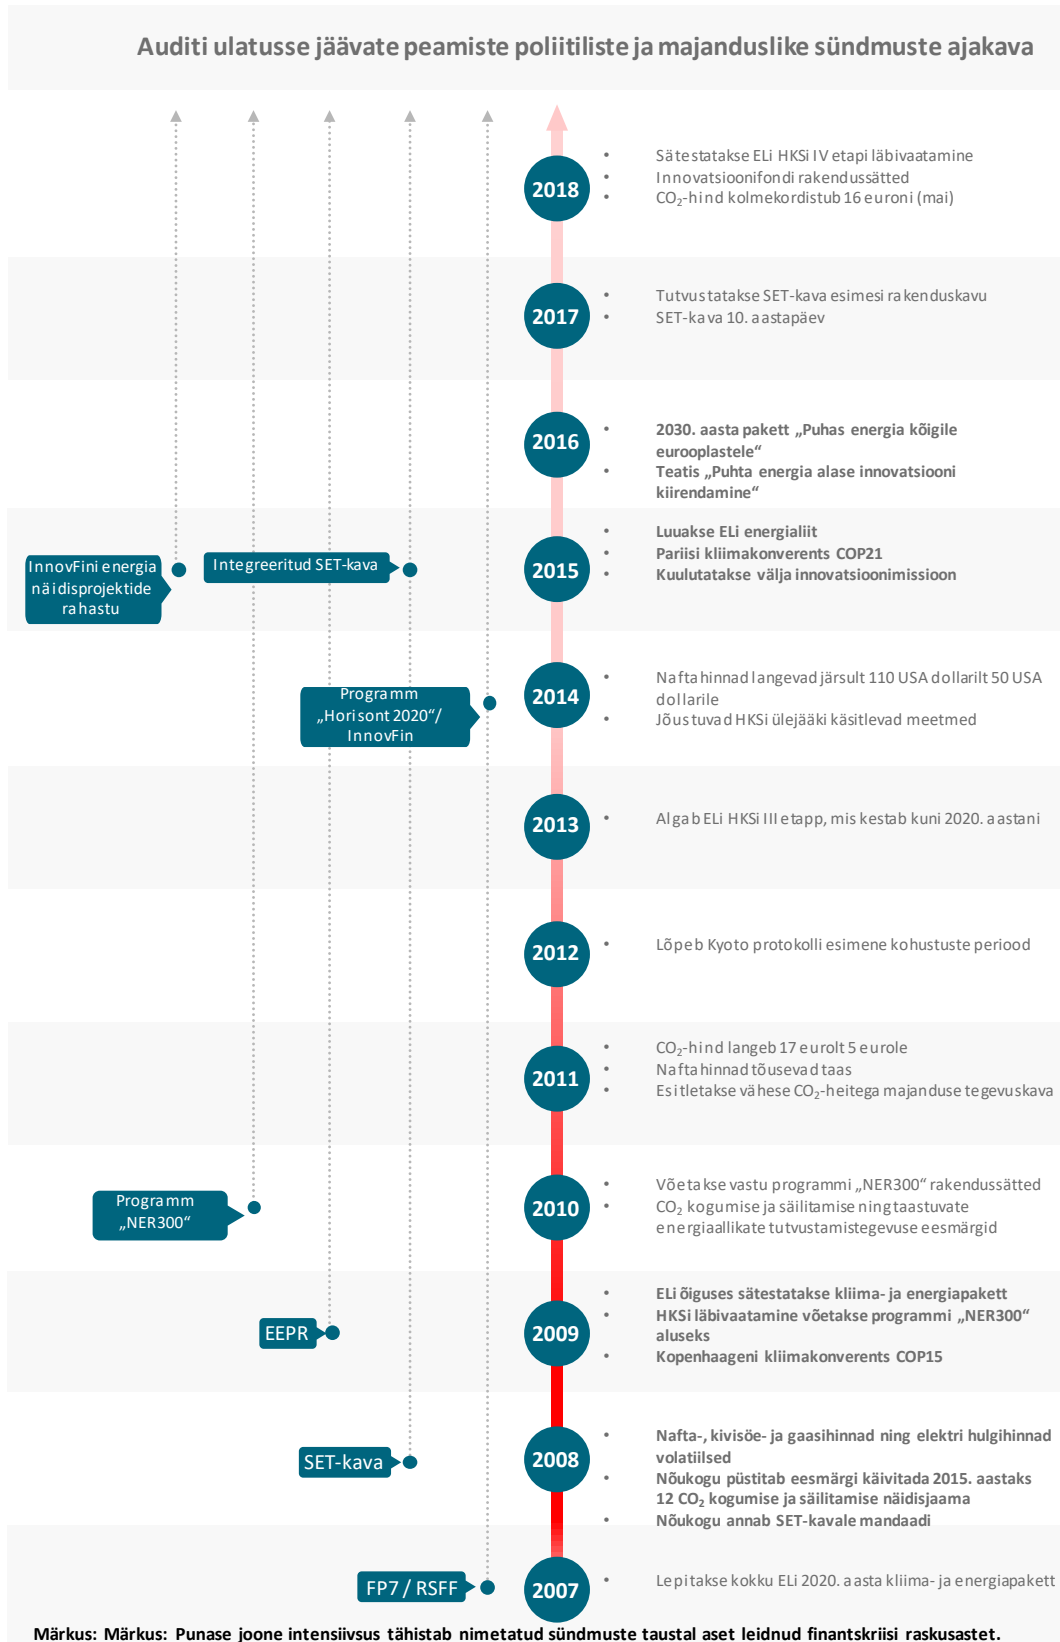 Auditi ulatusse jäävate peamiste poliitiliste ja majanduslike sündmuste ajakava
2018
• Sätestatakse ELi HKSi IV etapi läbivaatamine
• Innovatsioonifondi rakendussätted
• CO₂-hind kolmekordistub 16 euroni (mai)
2017
• Tutvustatakse SET-kava esimesi rakenduskavu
• SET-kava 10. aastapäev
2016
• 2030. aasta pakett „Puhas energia kõigile
eurooplastele“
• Teatis „Puhta energia alase innovatsiooni
kiirendamine“
InnovFini energia
näidisprojektide
rahastu
Integreeritud SET-kava
2015
• Luuakse ELi energialiit
• Pariisi kliimakonverents COP21
• Kuulutatakse välja innovatsioonimissioon
Programm
„Horisont 2020“/
InnovFin
2014
• Nafta hinnad langevad järsult 110 USA dollarilt 50 USA
dollarile
• Jõustuvad HKSi ülejääki käsitlevad meetmed
2013
• Algab ELi HKSi III etapp, mis kestab kuni 2020. aastani
2012
• Lõpeb Kyoto protokolli esimene kohustuste periood
2011
• CO₂-hind langeb 17 eurolt 5 eurole
• Nafta hinnad tõusevad taas
• Esitletakse vähese CO₂-heitega majanduse tegevuskava
Programm
„NER300“
2010
• Võetakse vastu programmi „NER300“ rakendussätted
• CO₂ kogumise ja säilitamise ning taastuvate
energiaallikate tutvustamistegevuse eesmärgid
EEPR
2009
• ELi õiguses sätestatakse kliima- ja energiapakett
• HKSi läbivaatamine võetakse programmi „NER300“
aluseks
• Kopenhaageni kliimakonverents COP15
SET-kava
2008
• Nafta-, kivisöe- ja gaasihinnad ning elektri hulgihinnad
volatiilsed
• Nõukogu püstitab eesmärgi käivitada 2015. aastaks
12 CO₂ kogumise ja säilitamise näidisjaama
• Nõukogu annab SET-kavale mandaadi
FP7 / RSFF
2007
• Lepitakse kokku ELi 2020. aasta kliima- ja energiapakett
Märkus: Märkus: Punase joone intensiivsus tähistab nimetatud sündmuste taustal aset leidnud finantskriisi raskusastet.